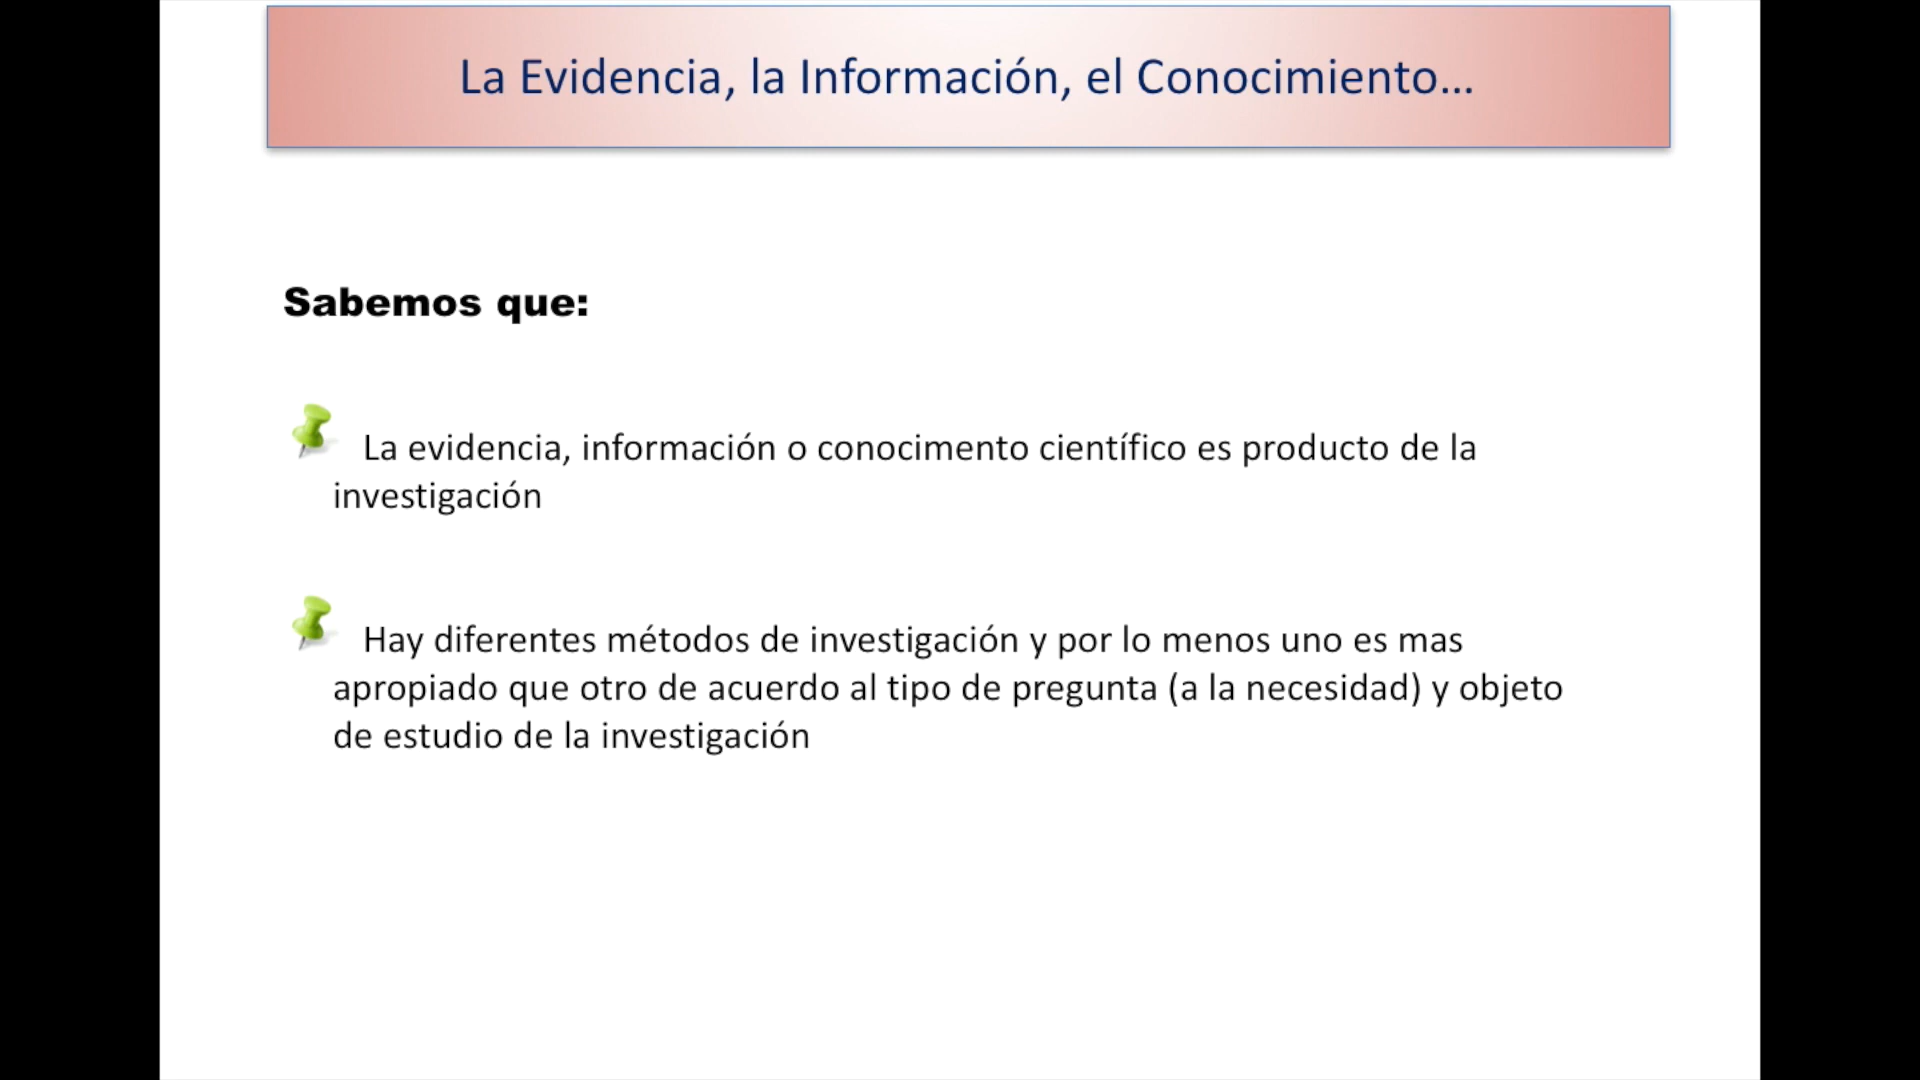 La Evidencia, la Información, el Conocimiento...
Sabemos que:
La evidencia, información o conocimento científico es producto de la
investigación
Hay diferentes métodos de investigación y por lo menos uno es mas
apropiado que otro de acuerdo al tipo de pregunta (a la necesidad) y objeto
de estudio de la investigación